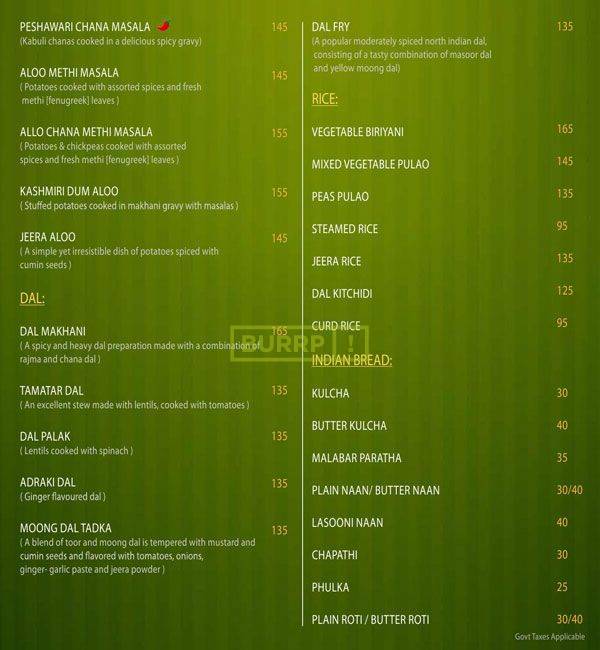 PESHAWARI CHANA MASALA 145
(Kabuli chanas cooked in a delicious spicy gravy)
ALOO METHI MASALA 145
( Potatoes cooked with assorted spices and fresh
methi [fenugreek] leaves )
ALLO CHANA METHI MASALA 155
( Potatoes & chickpeas cooked with assorted
spices and fresh methi [fenugreek] leaves )
KASHMIRI DUM ALOO 155
( Stuffed potatoes cooked in makhani gravy with masalas )
JEERA ALOO 145
( A simple yet irresistible dish of potatoes spiced with
cumin seeds )
DAL:
DAL MAKHANI 165
( A spicy and heavy dal preparation made with a combination of
rajma and chana dal )
TAMATAR DAL 135
( An excellent stew made with lentils, cooked with tomatoes )
DAL PALAK 135
( Lentils cooked with spinach )
ADRAKI DAL 135
( Ginger flavoured dal )
MOONG DAL TADKA 135
( A blend of toor and moong dal is tempered with mustard and
cumin seeds and flavored with tomatoes, onions,
ginger- garlic paste and jeera powder )
DAL FRY 135
(A popular moderately spiced north indian dal,
consisting of a tasty combination of masoor dal
and yellow moong dal)
RICE:
VEGETABLE BIRIYANI 165
MIXED VEGETABLE PULAO 145
PEAS PULAO 135
STEAMED RICE 95
JEERA RICE 135
DAL KITCHIDI 125
CURD RICE 95
BURRP !
INDIAN BREAD:
KULCHA 30
BUTTER KULCHA 40
MALABAR PARATHA 35
PLAIN NAAN/ BUTTER NAAN 30/40
LASOONI NAAN 40
CHAPATHI 30
PHULKA 25
PLAIN ROTI / BUTTER ROTI 30/40
Govt Taxes Applicable